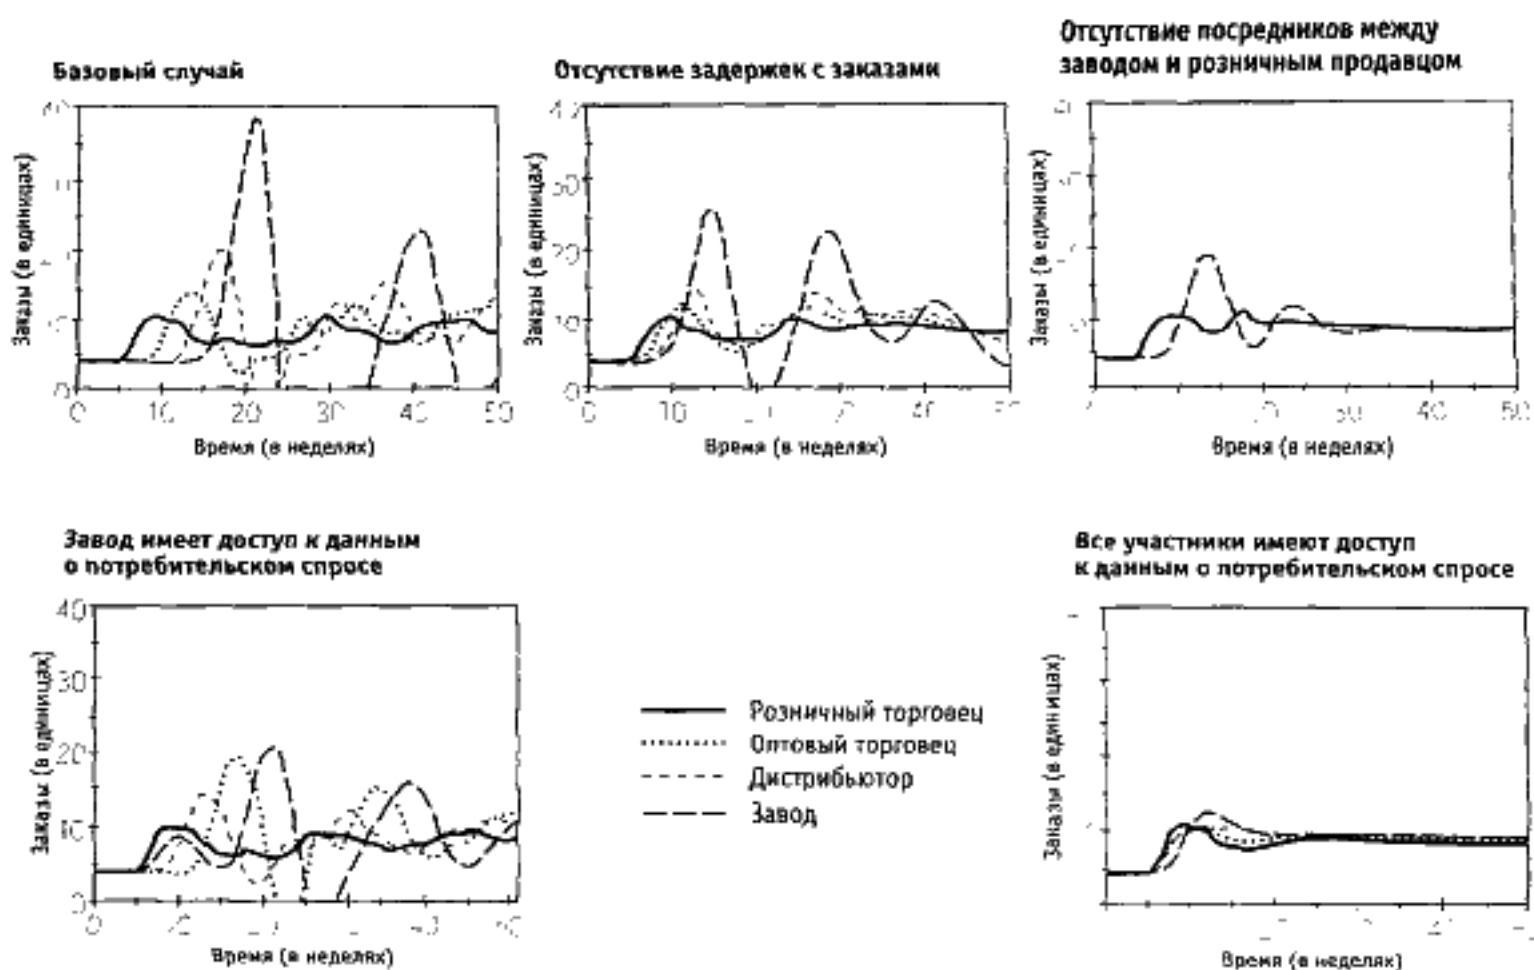 Базовый случай
Отсутствие задержек с заказами
Отсутствие посредников между
заводом и розничным продавцом
Заказы (в единицах)
0 10 20 30 40 50
Время (в неделях)
Заказы (в единицах)
30
20
10
0
0 10
Время (в неделях)
Заказы (в единицах)
40 50
Время (в неделях)
Завод имеет доступ к данным
о потребительском спросе
Все участники имеют доступ
к данным о потребительском спросе
Заказы (в единицах)
40
30
20
10
0
Время (в неделях)
Розничный торговец
Оптовый торговец
Дистрибьютор
Завод
Заказы (в единицах)
Время (в неделях)